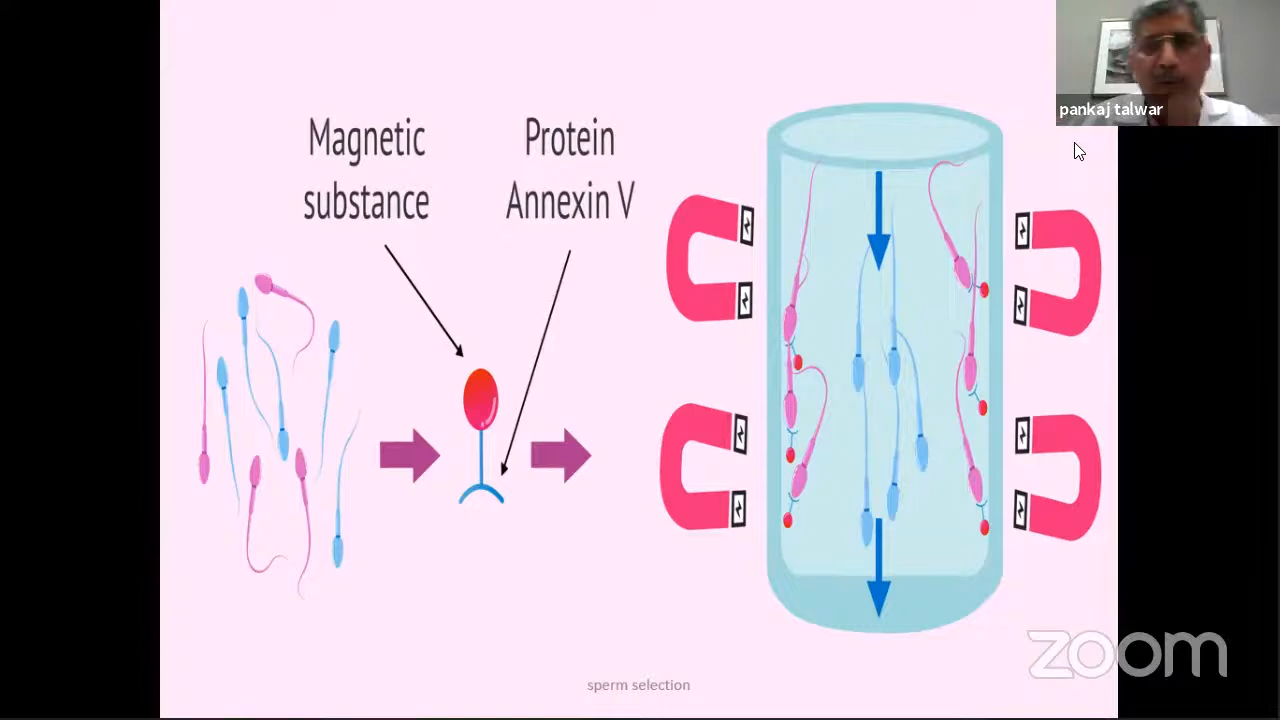 pankaj talwar
Magnetic
substance
Protein
Annexin V
zoom
sperm selection